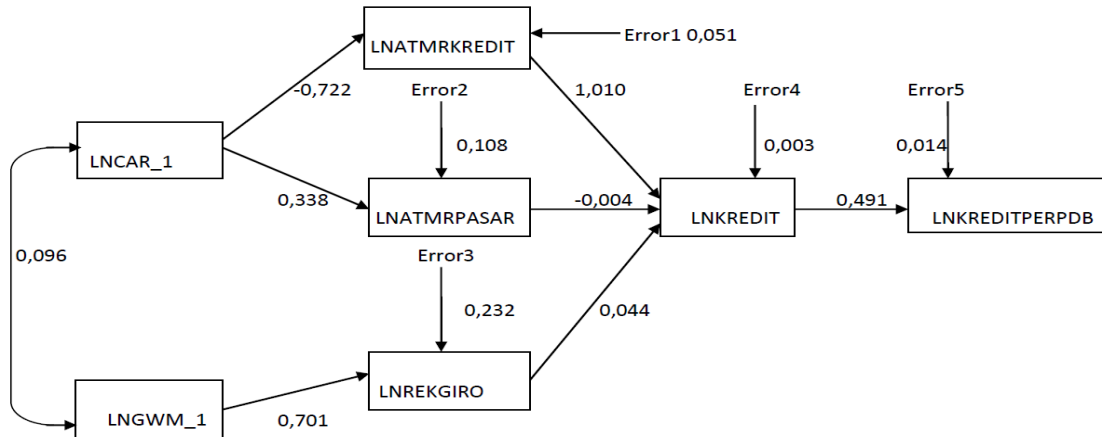 LNATMRKREDIT
Error1 0,051
-0,722
Error2
1,010
Error4
Error5
LNCAR_1
0,108
0,003
0,014
0,338
LNATMRPASAR
-0,004
LNKREDIT
0,491
LNKREDITPERPDB
0,096
Error3
0,232
0,044
LNREKGIRO
LNGWM_1
0,701